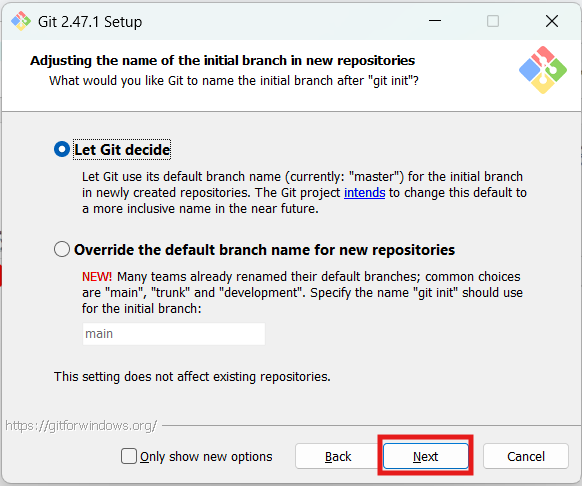 Git 2.47.1 Setup
Adjusting the name of the initial branch in new repositories
What would you like Git to name the initial branch after "git init"?
Let Git decide
Let Git use its default branch name (currently: "master") for the initial branch
in newly created repositories. The Git project intends to change this default to
a more inclusive name in the near future.
Override the default branch name for new repositories
NEW! Many teams already renamed their default branches; common choices
are "main", "trunk" and "development". Specify the name "git init" should use
for the initial branch:
main
This setting does not affect existing repositories.
https://gitforwindows.org/
Only show new options
Back
Next
Cancel